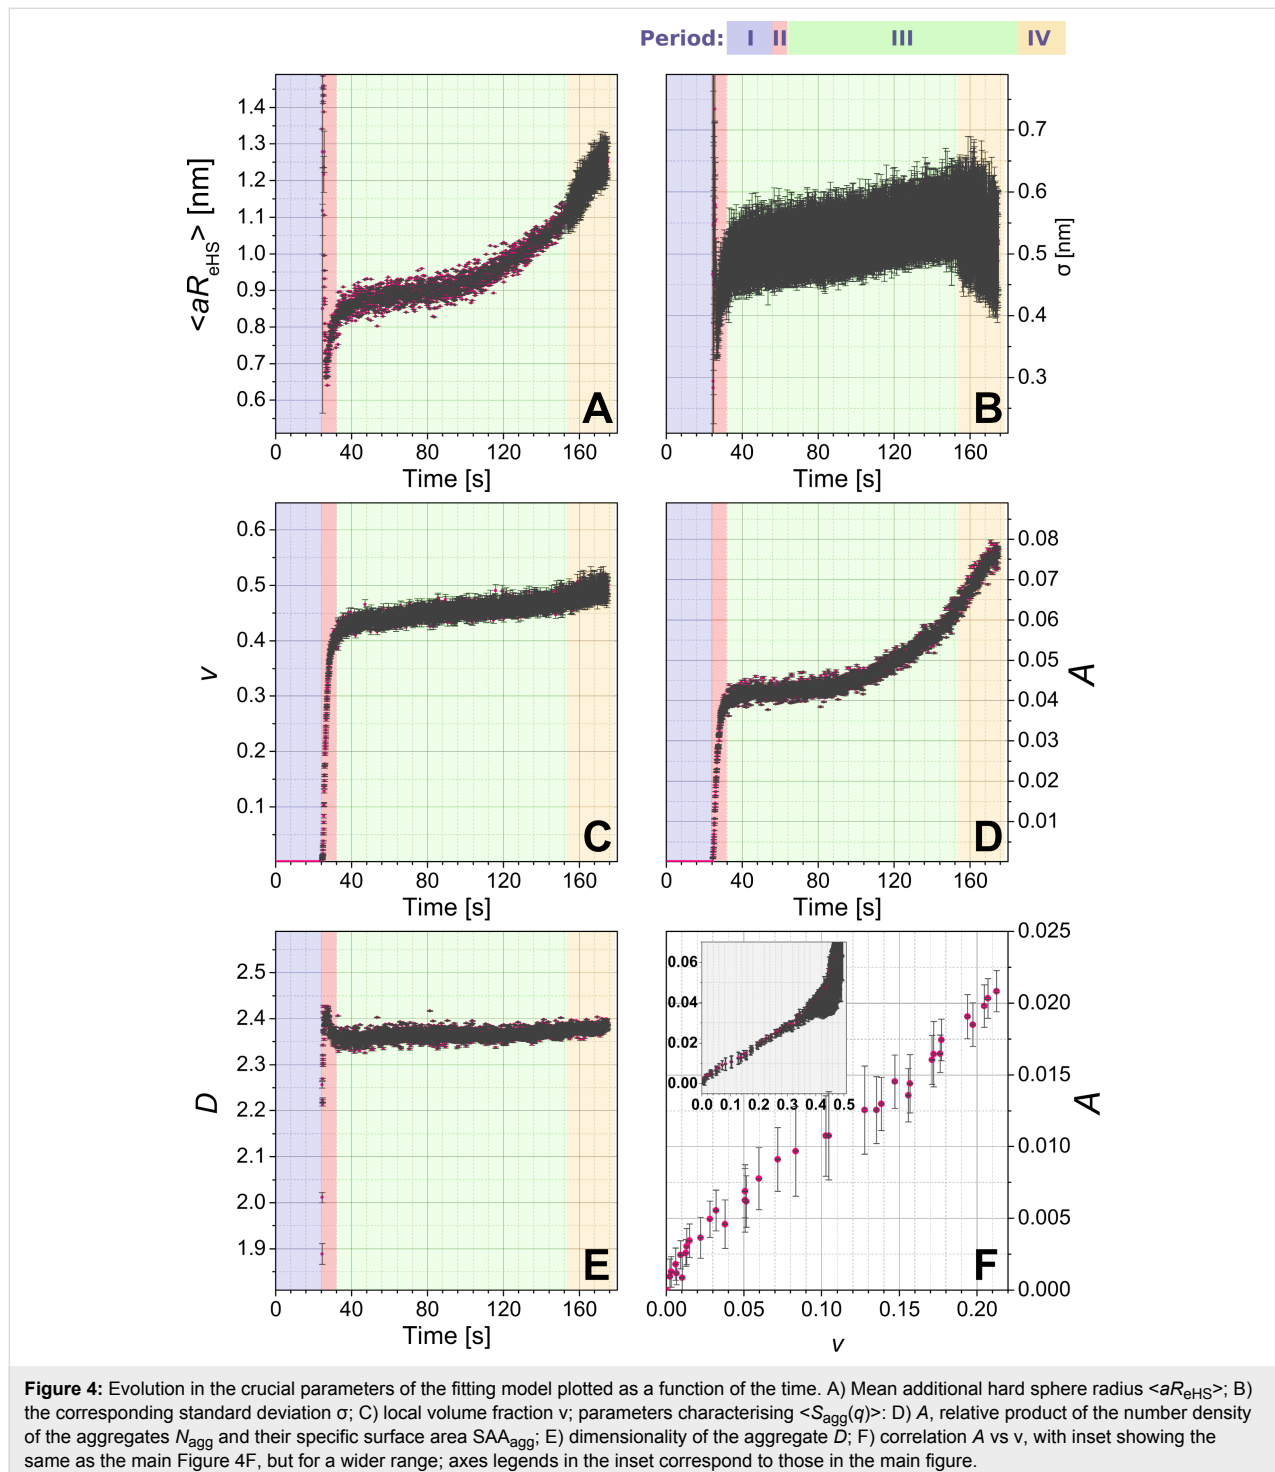 Period: I II III IV
1.4
1.3
1.2
1.1
1.0
0.9
0.8
0.7
0.6
<aR_eHS> [nm]
A
0 40 80 120 160
Time [s]
0.7
0.6
0.5
0.4
0.3
σ [nm]
B
0 40 80 120 160
Time [s]
0.6
0.5
0.4
0.3
0.2
0.1
v
C
0 40 80 120 160
Time [s]
0.08
0.07
0.06
0.05
0.04
0.03
0.02
0.01
A
D
0 40 80 120 160
Time [s]
2.5
2.4
2.3
2.2
2.1
2.0
1.9
D
E
0 40 80 120 160
Time [s]
0.025
0.020
0.015
0.010
0.005
0.000
A
0.06
0.04
0.02
0.00
0.0 0.1 0.2 0.3 0.4 0.5
F
0.00 0.05 0.10 0.15 0.20
v
Figure 4: Evolution in the crucial parameters of the fitting model plotted as a function of the time. A) Mean additional hard sphere radius <aR_eHS>; B)
the corresponding standard deviation σ; C) local volume fraction v; parameters characterising <S_agg(q)>: D) A, relative product of the number density
of the aggregates N_agg and their specific surface area SAA_agg; E) dimensionality of the aggregate D; F) correlation A vs v, with inset showing the
same as the main Figure 4F, but for a wider range; axes legends in the inset correspond to those in the main figure.